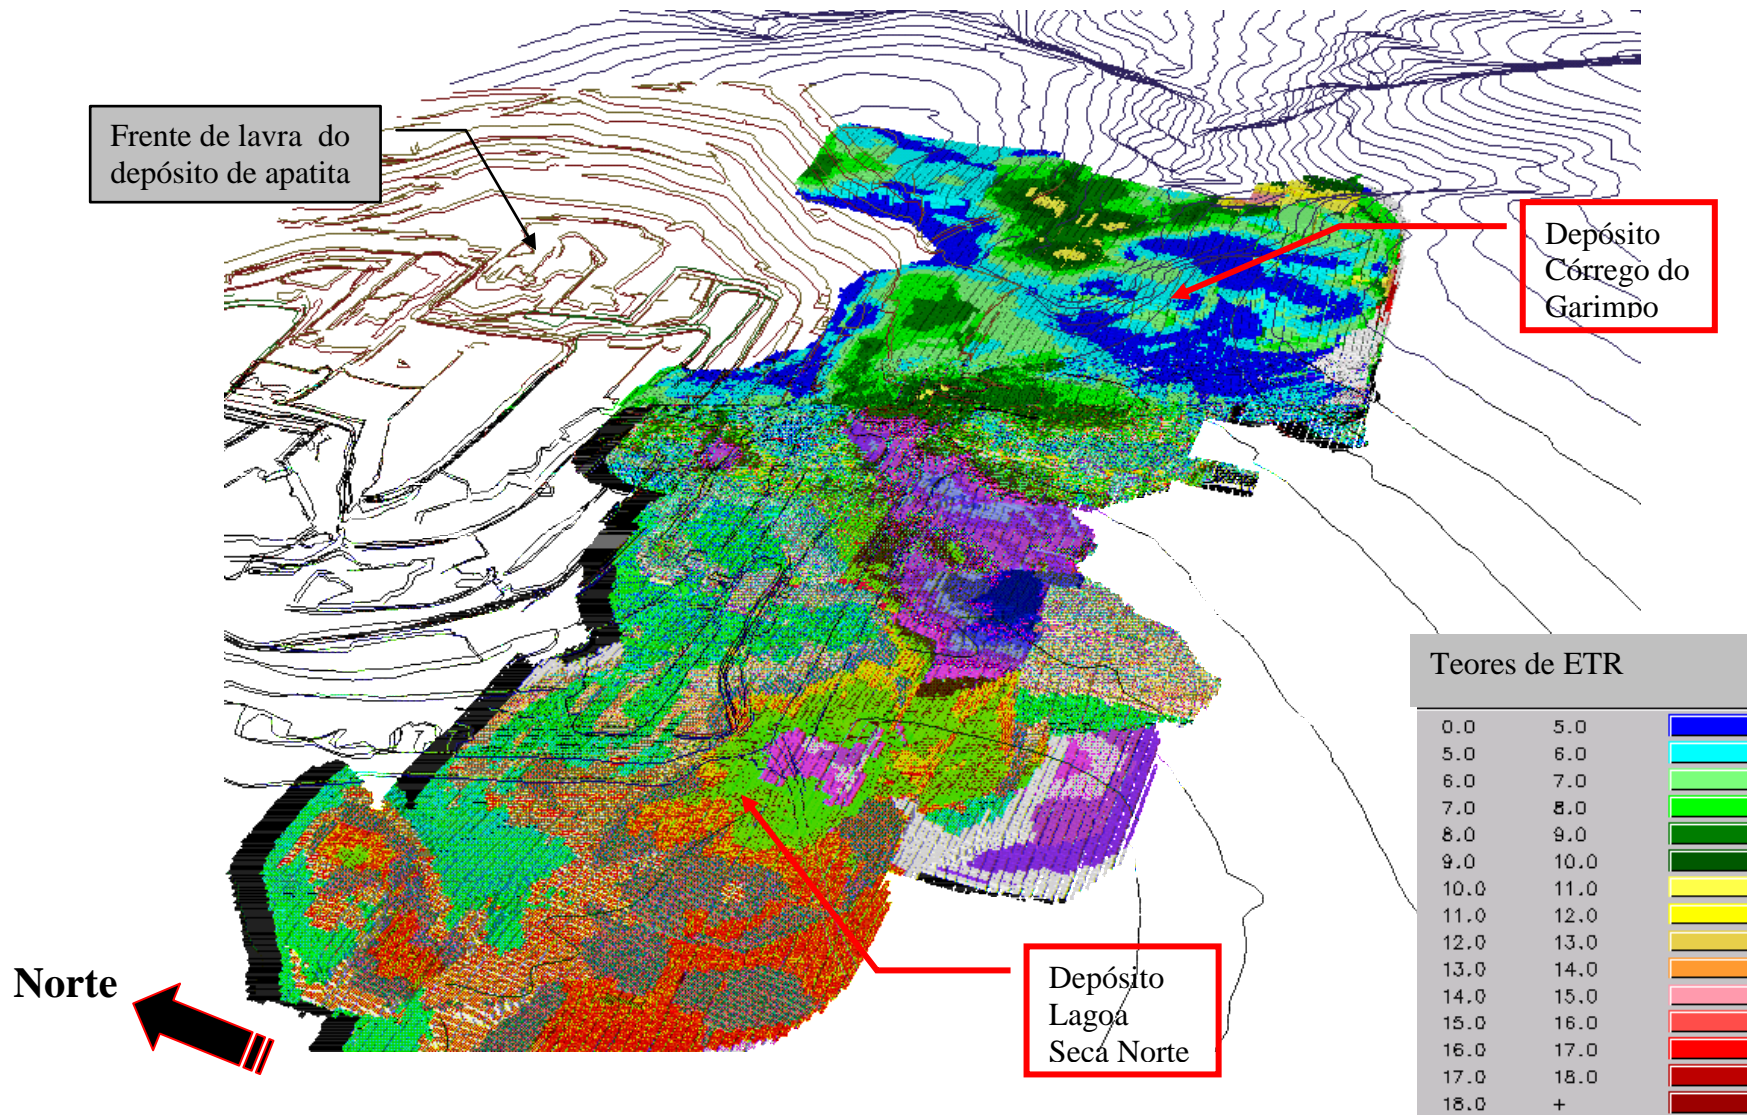 Frente de lavra do
depósito de apatita
Depósito
Córrego do
Garimpo
Teores de ETR
0.0 5.0
5.0 6.0
6.0 7.0
7.0 8.0
8.0 9.0
9.0 10.0
10.0 11.0
11.0 12.0
12.0 13.0
13.0 14.0
14.0 15.0
15.0 16.0
16.0 17.0
17.0 18.0
18.0 +
Norte
Depósito
Lagoa
Seca Norte